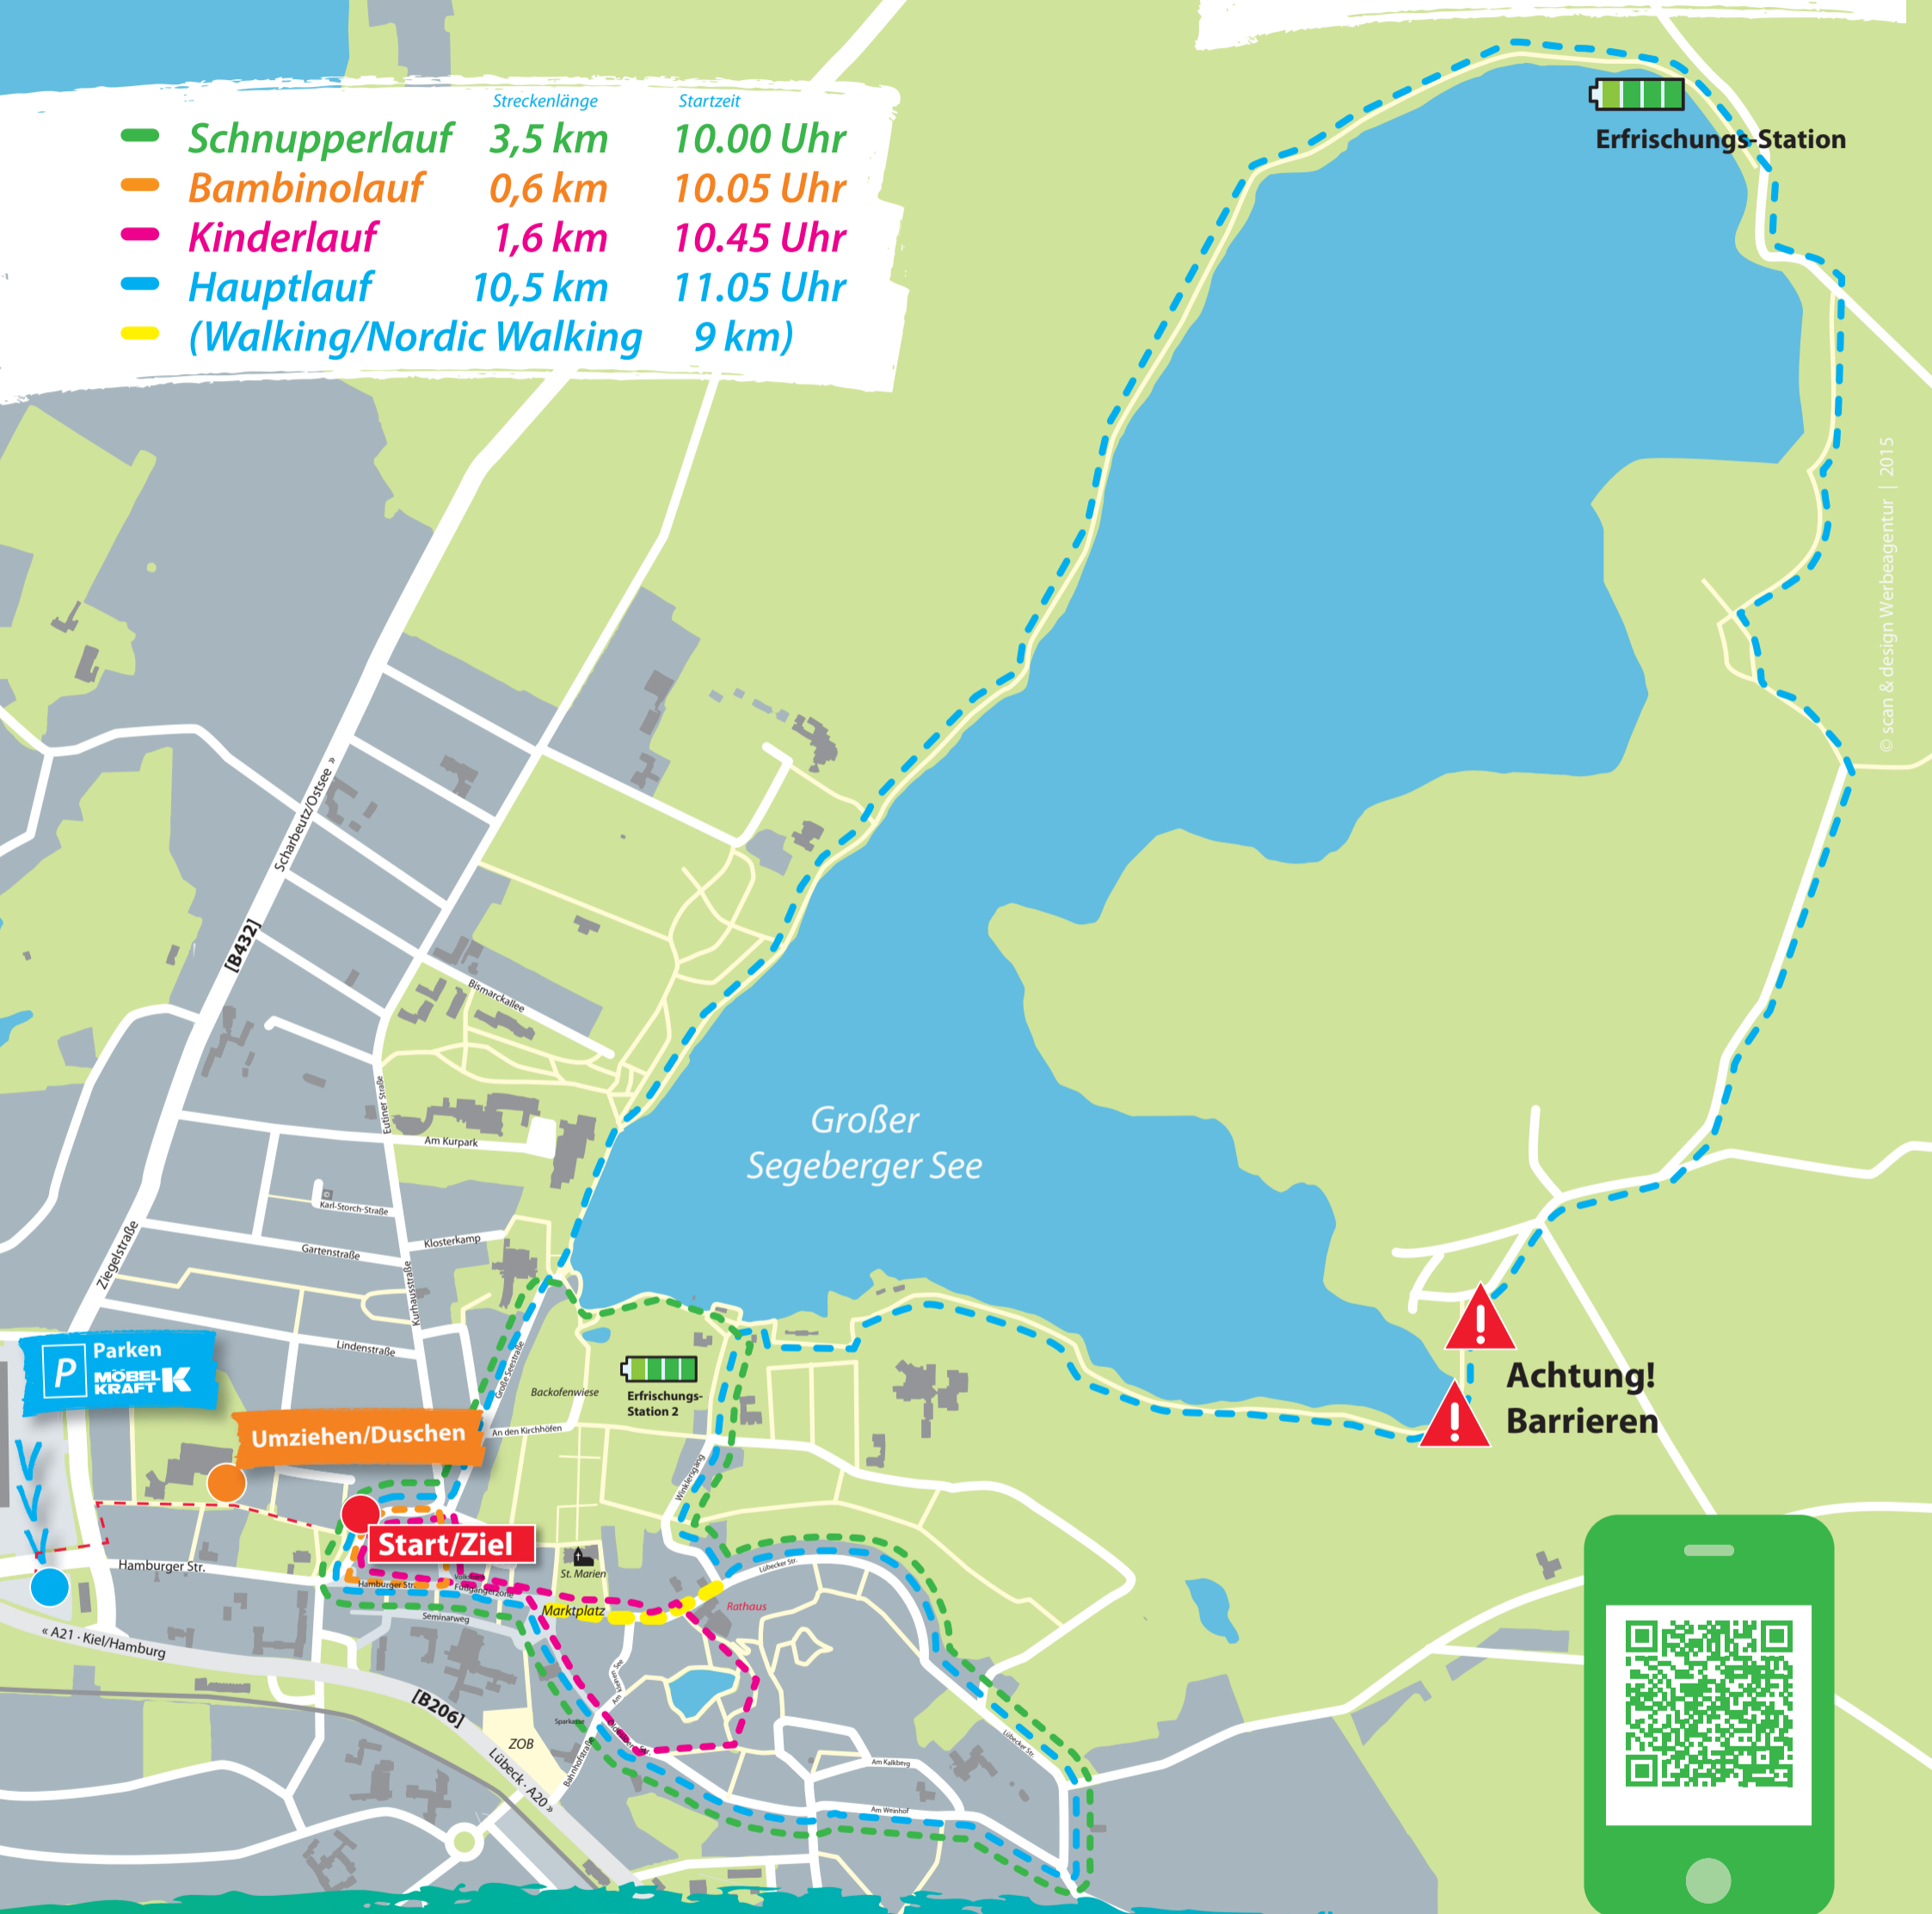 Streckenlänge Startzeit
Schnupperlauf 3,5 km 10.00 Uhr
Bambinolauf 0,6 km 10.05 Uhr
Kinderlauf 1,6 km 10.45 Uhr
Hauptlauf 10,5 km 11.05 Uhr
(Walking/Nordic Walking 9 km)
Erfrischungs-Station
© scan & design Werbeagentur | 2015
Scharbeutz/Ostsee »
[B432]
Bismarckallee
Eutiner Straße
Am Kurpark
Großer
Segeberger See
Karl-Storch-Straße
Ziegelstraße
Gartenstraße
Klosterkamp
Kurhausstraße
Lindenstraße
Große Seestraße
P Parken
MÖBEL
KRAFT K
Backofenwiese
Erfrischungs-
Station 2
Achtung!
Barrieren
Umziehen/Duschen
An den Kirchhöfen
Winklersgang
Start/Ziel
Hamburger Str.
St. Marien
Lübecker Str.
Hamburger Str.
Fußgängerzone
Marktplatz
Rathaus
Seminarweg
« A21 · Kiel/Hamburg
[B206]
Sparkasse
ZOB
Bahnhofstraße
Lübecker Str.
Am Kalkberg
Lübeck · A20 »
Am Weinhof